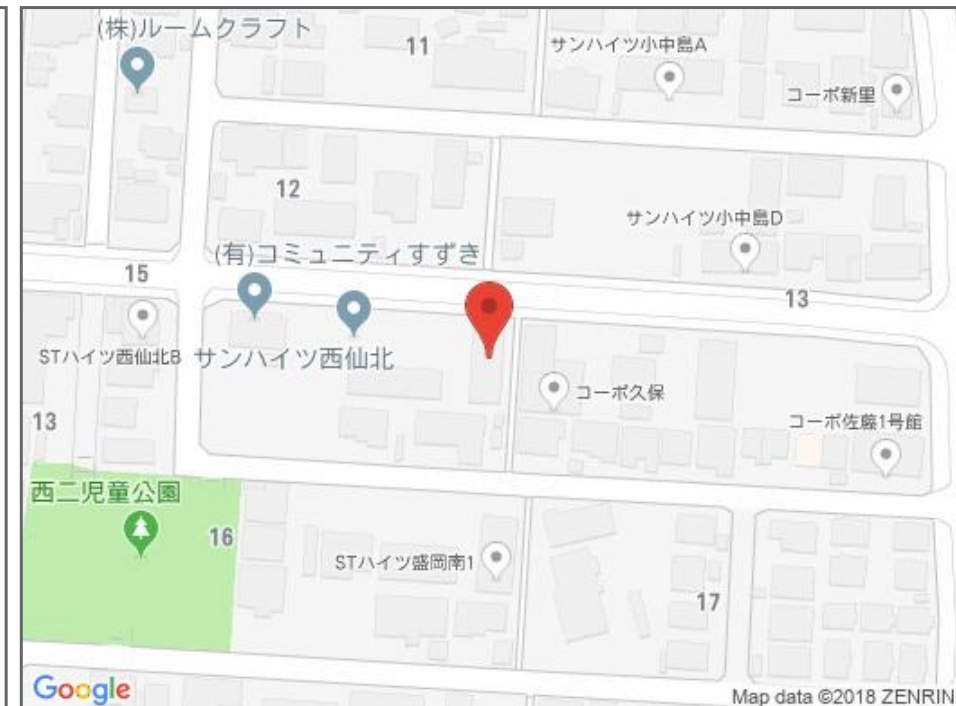 (株)ルームクラフト
11
サンハイツ小中島A
コーポ新里
12
サンハイツ小中島D
(有)コミュニティすずき
15
13
STハイツ西仙北B
サンハイツ西仙北
コーポ久保
13
コーポ佐藤1号館
西二児童公園
16
STハイツ盛岡南1
17
Google
Map data ©2018 ZENRIN